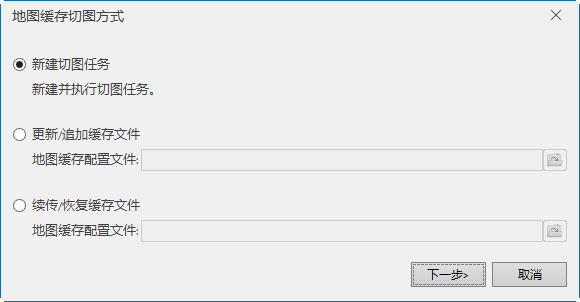 地图缓存切图方式
新建切图任务
新建并执行切图任务。
更新/追加缓存文件
地图缓存配置文件:
续传/恢复缓存文件
地图缓存配置文件:
下一步> 取消